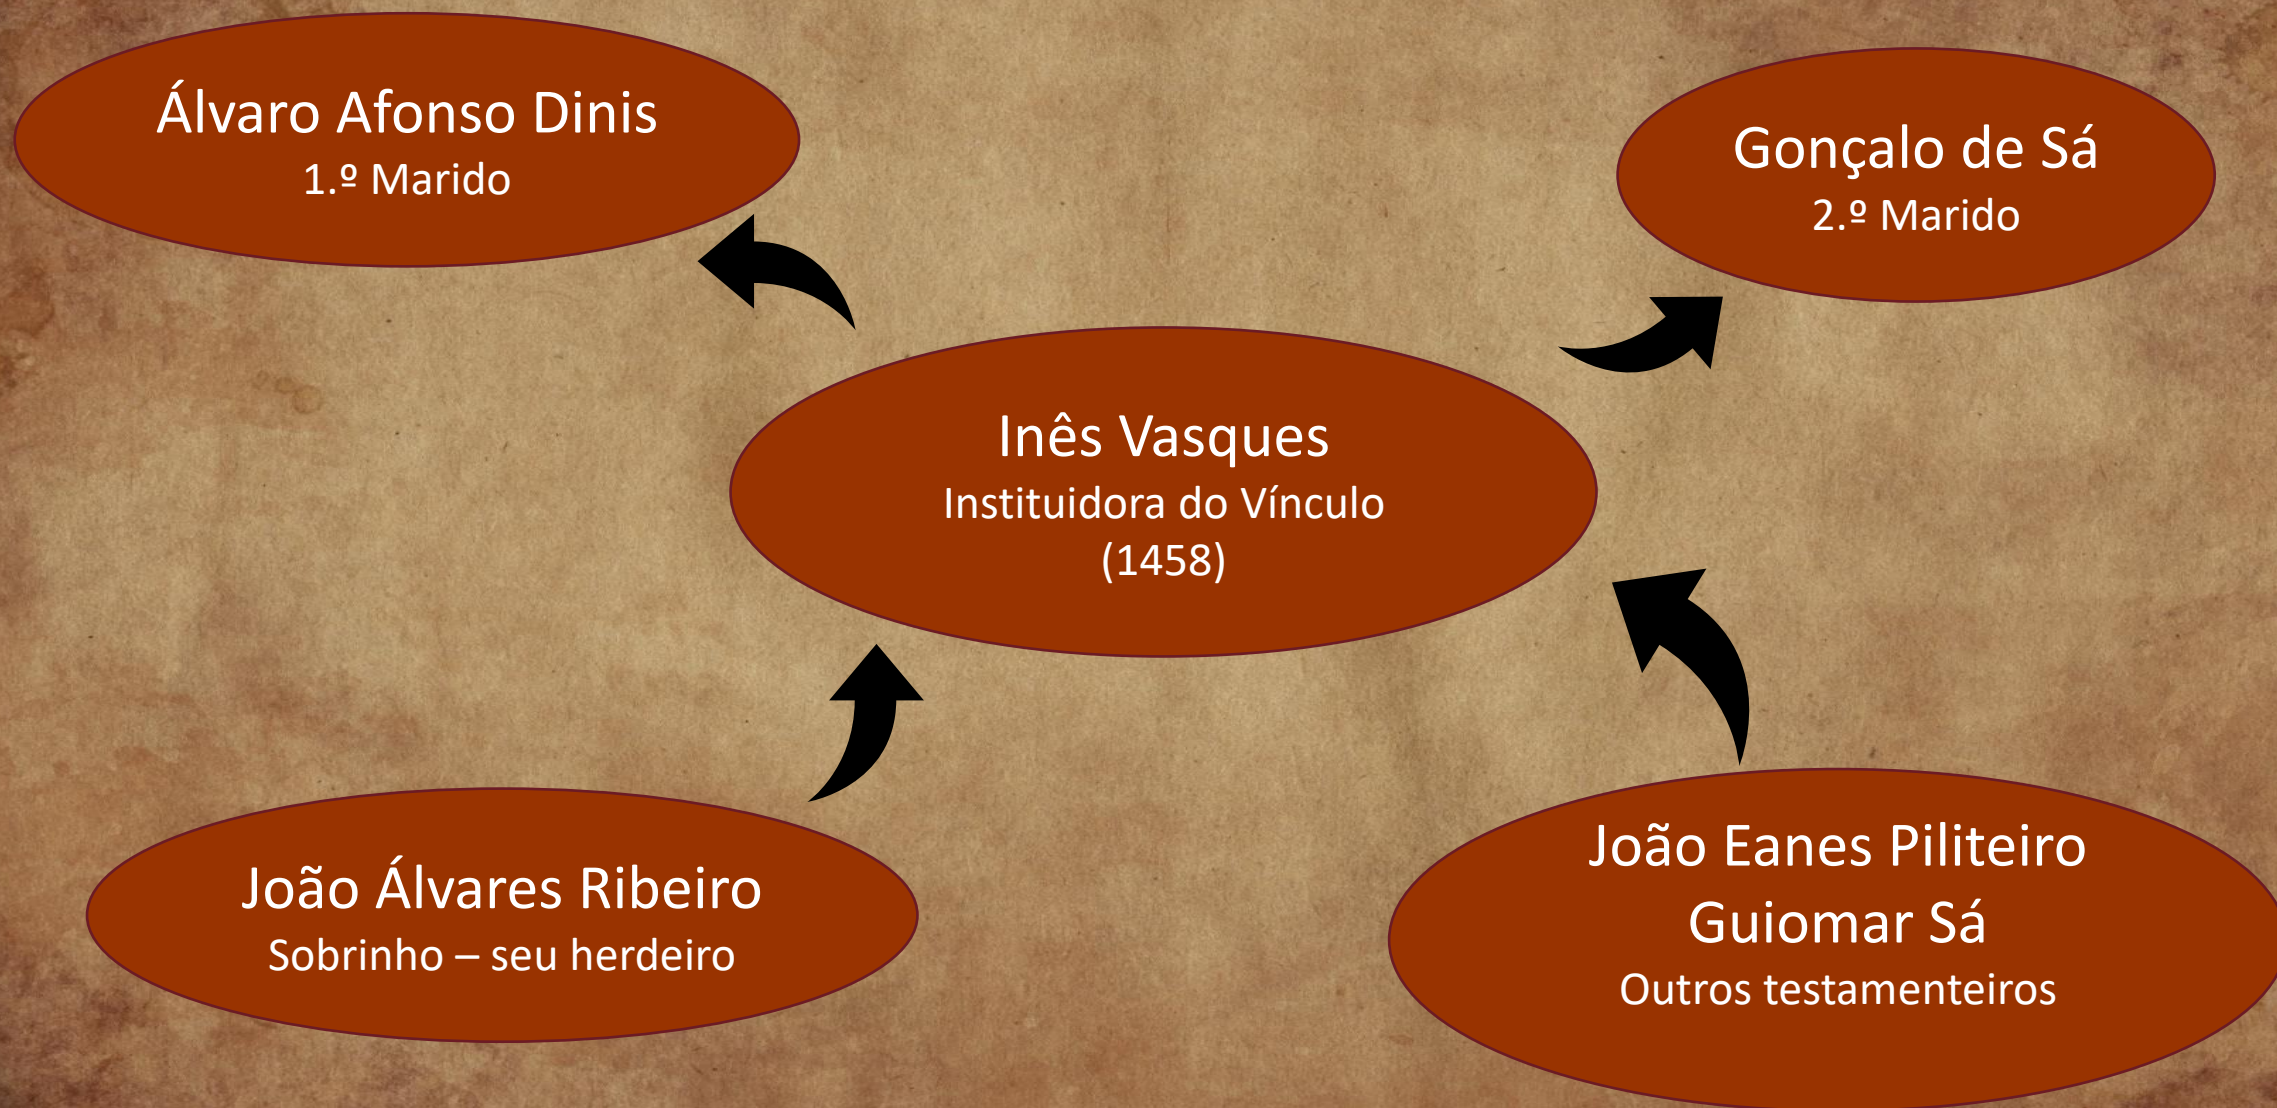 Álvaro Afonso Dinis
1.º Marido
Gonçalo de Sá
2.º Marido
Inês Vasques
Instituidora do Vínculo
(1458)
João Álvares Ribeiro
Sobrinho – seu herdeiro
João Eanes Piliteiro
Guiomar Sá
Outros testamenteiros